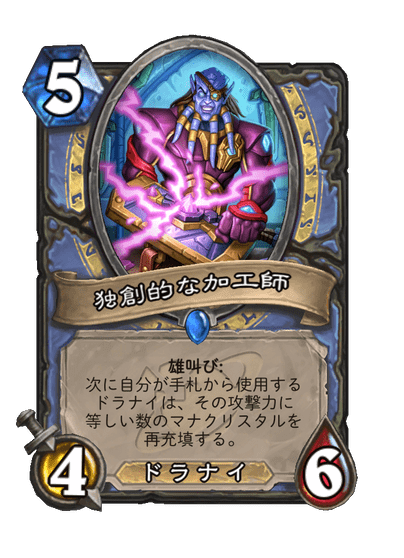 5
独創的な加工師
雄叫び:
次に自分が手札から使用する
ドラナイは、その攻撃力に
等しい数のマナクリスタルを
再充填する。
4
ドラナイ
6